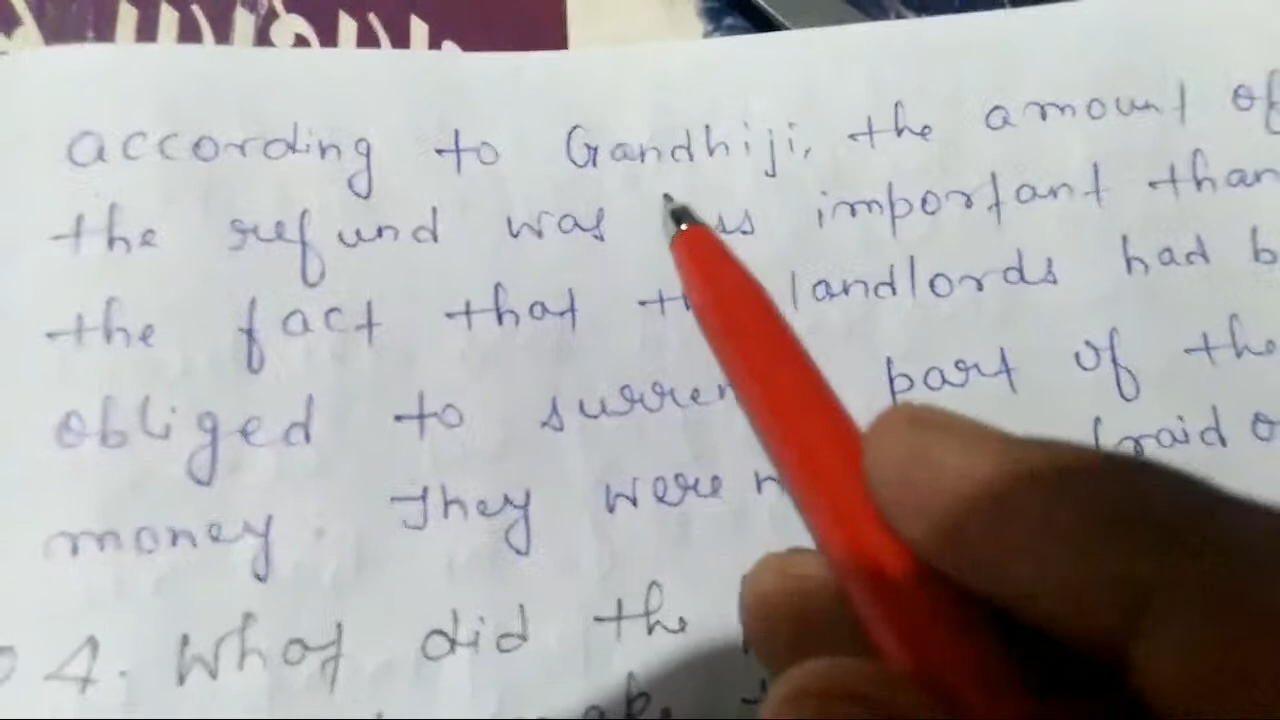 according to Gandhiji, the amount of
the refund was important than
the fact that landlords had
obliged to part of the
money. They were
4. What did the